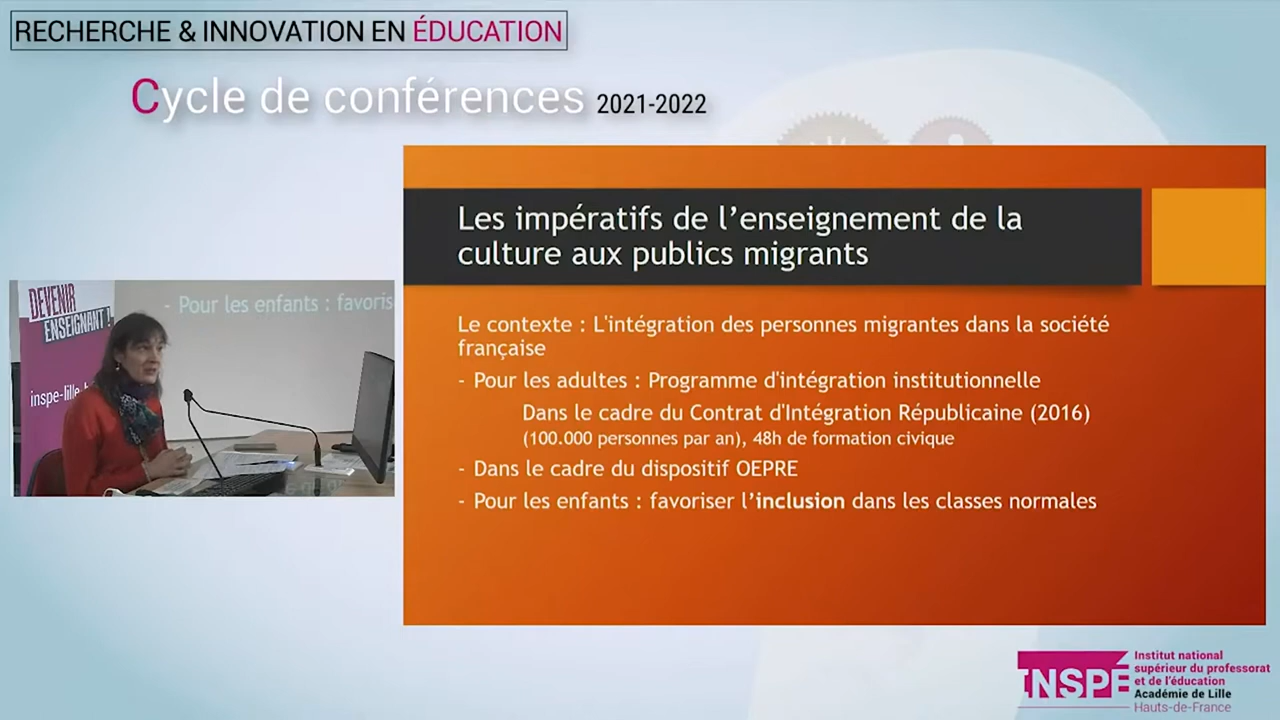 RECHERCHE & INNOVATION EN ÉDUCATION
Cycle de conférences 2021-2022
Les impératifs de l’enseignement de la
culture aux publics migrants
Le contexte : L'intégration des personnes migrantes dans la société
française
- Pour les adultes : Programme d'intégration institutionnelle
Dans le cadre du Contrat d'Intégration Républicaine (2016)
(100.000 personnes par an), 48h de formation civique
- Dans le cadre du dispositif OEPRE
- Pour les enfants : favoriser l’inclusion dans les classes normales
DEVENIR
ENSEIGNANT !
inspe-lille
- Pour les enfants : favoris
INSPE
Institut national
supérieur du professorat
et de l'éducation
Académie de Lille
Hauts-de-France